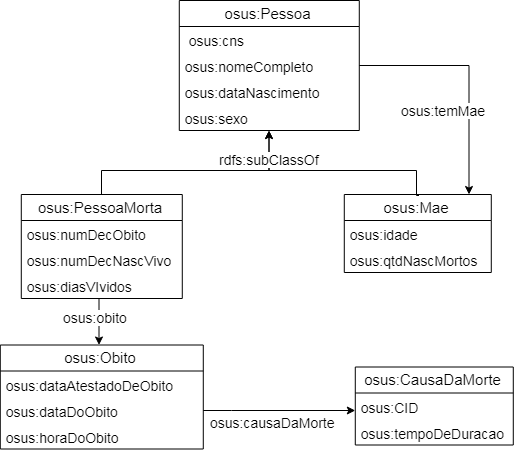 osus:Pessoa
osus:cns
osus:nomeCompleto
osus:dataNascimento
osus:sexo
osus:temMae
rdfs:subClassOf
osus:PessoaMorta
osus:numDecObito
osus:numDecNascVivo
osus:diasVIvidos
osus:Mae
osus:idade
osus:qtdNascMortos
osus:obito
osus:Obito
osus:dataAtestadoDeObito
osus:dataDoObito
osus:horaDoObito
osus:causaDaMorte
osus:CausaDaMorte
osus:CID
osus:tempoDeDuracao